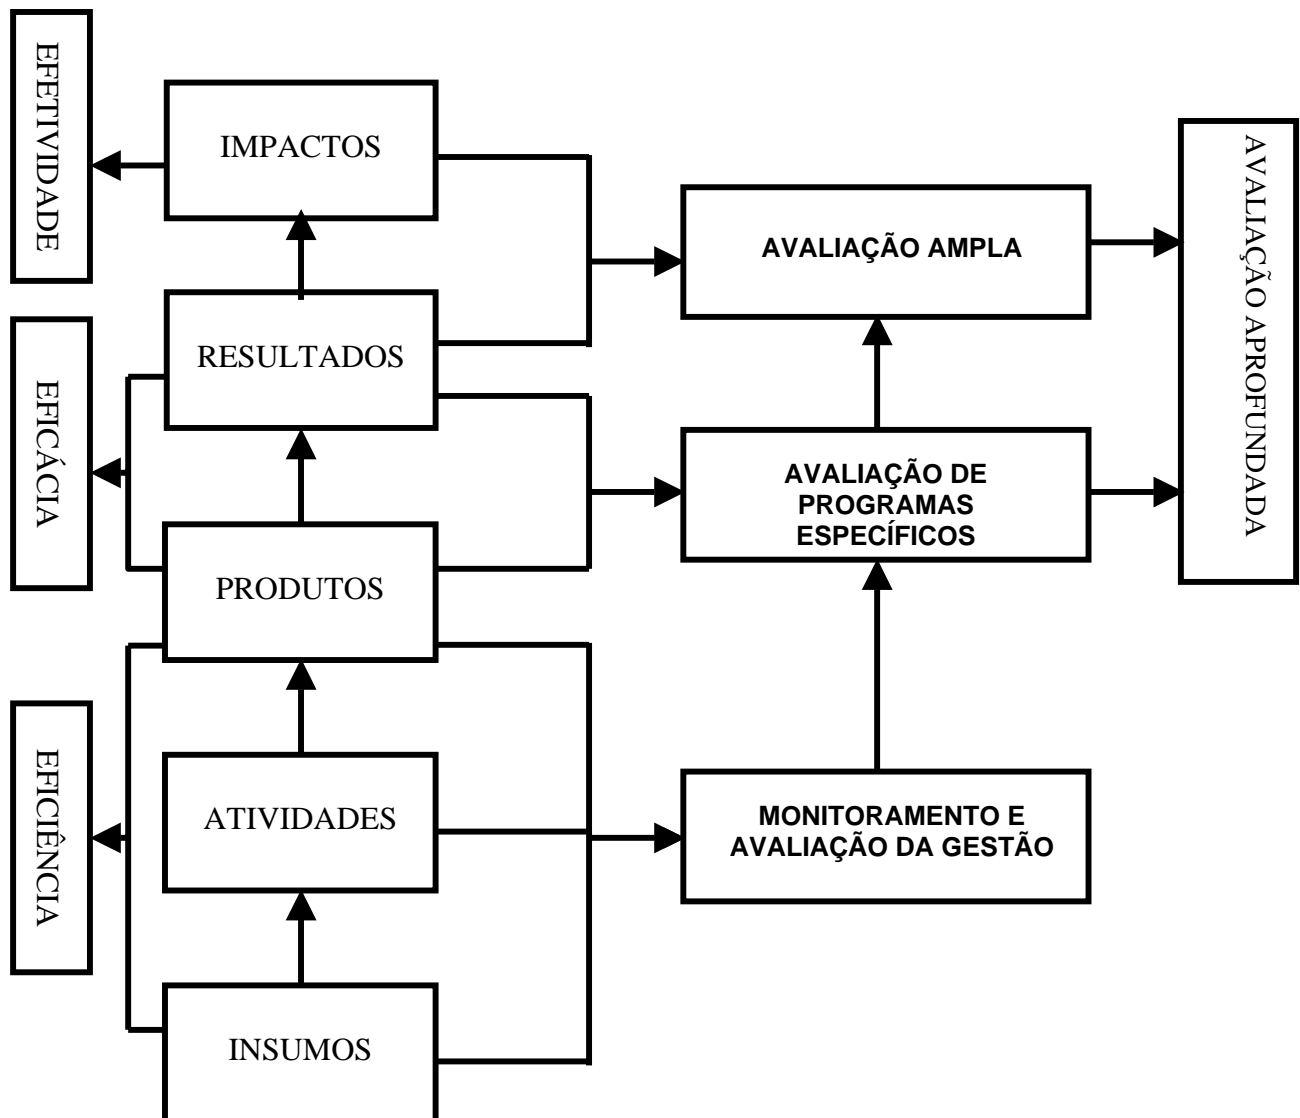 EFETIVIDADE
IMPACTOS
AVALIAÇÃO AMPLA
AVALIAÇÃO APROFUNDADA
RESULTADOS
EFICÁCIA
AVALIAÇÃO DE
PROGRAMAS
ESPECÍFICOS
PRODUTOS
EFICIÊNCIA
ATIVIDADES
MONITORAMENTO E
AVALIAÇÃO DA GESTÃO
INSUMOS